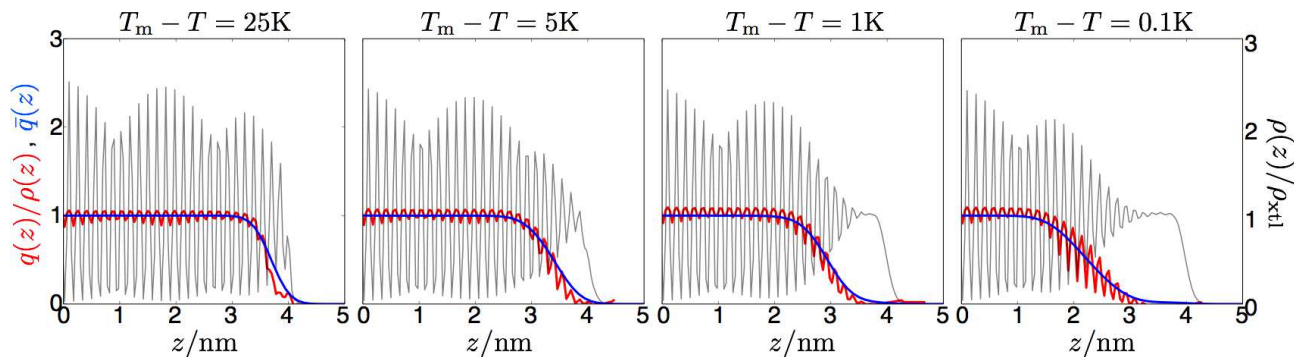 T_m − T = 25K
T_m − T = 5K
T_m − T = 1K
T_m − T = 0.1K
q(z)/ρ(z), q̄(z)
3
2
1
0
0 1 2 3 4 5
0 1 2 3 4 5
0 1 2 3 4 5
0 1 2 3 4 5
3
2
1
0
ρ(z)/ρ_xtl
z/nm
z/nm
z/nm
z/nm